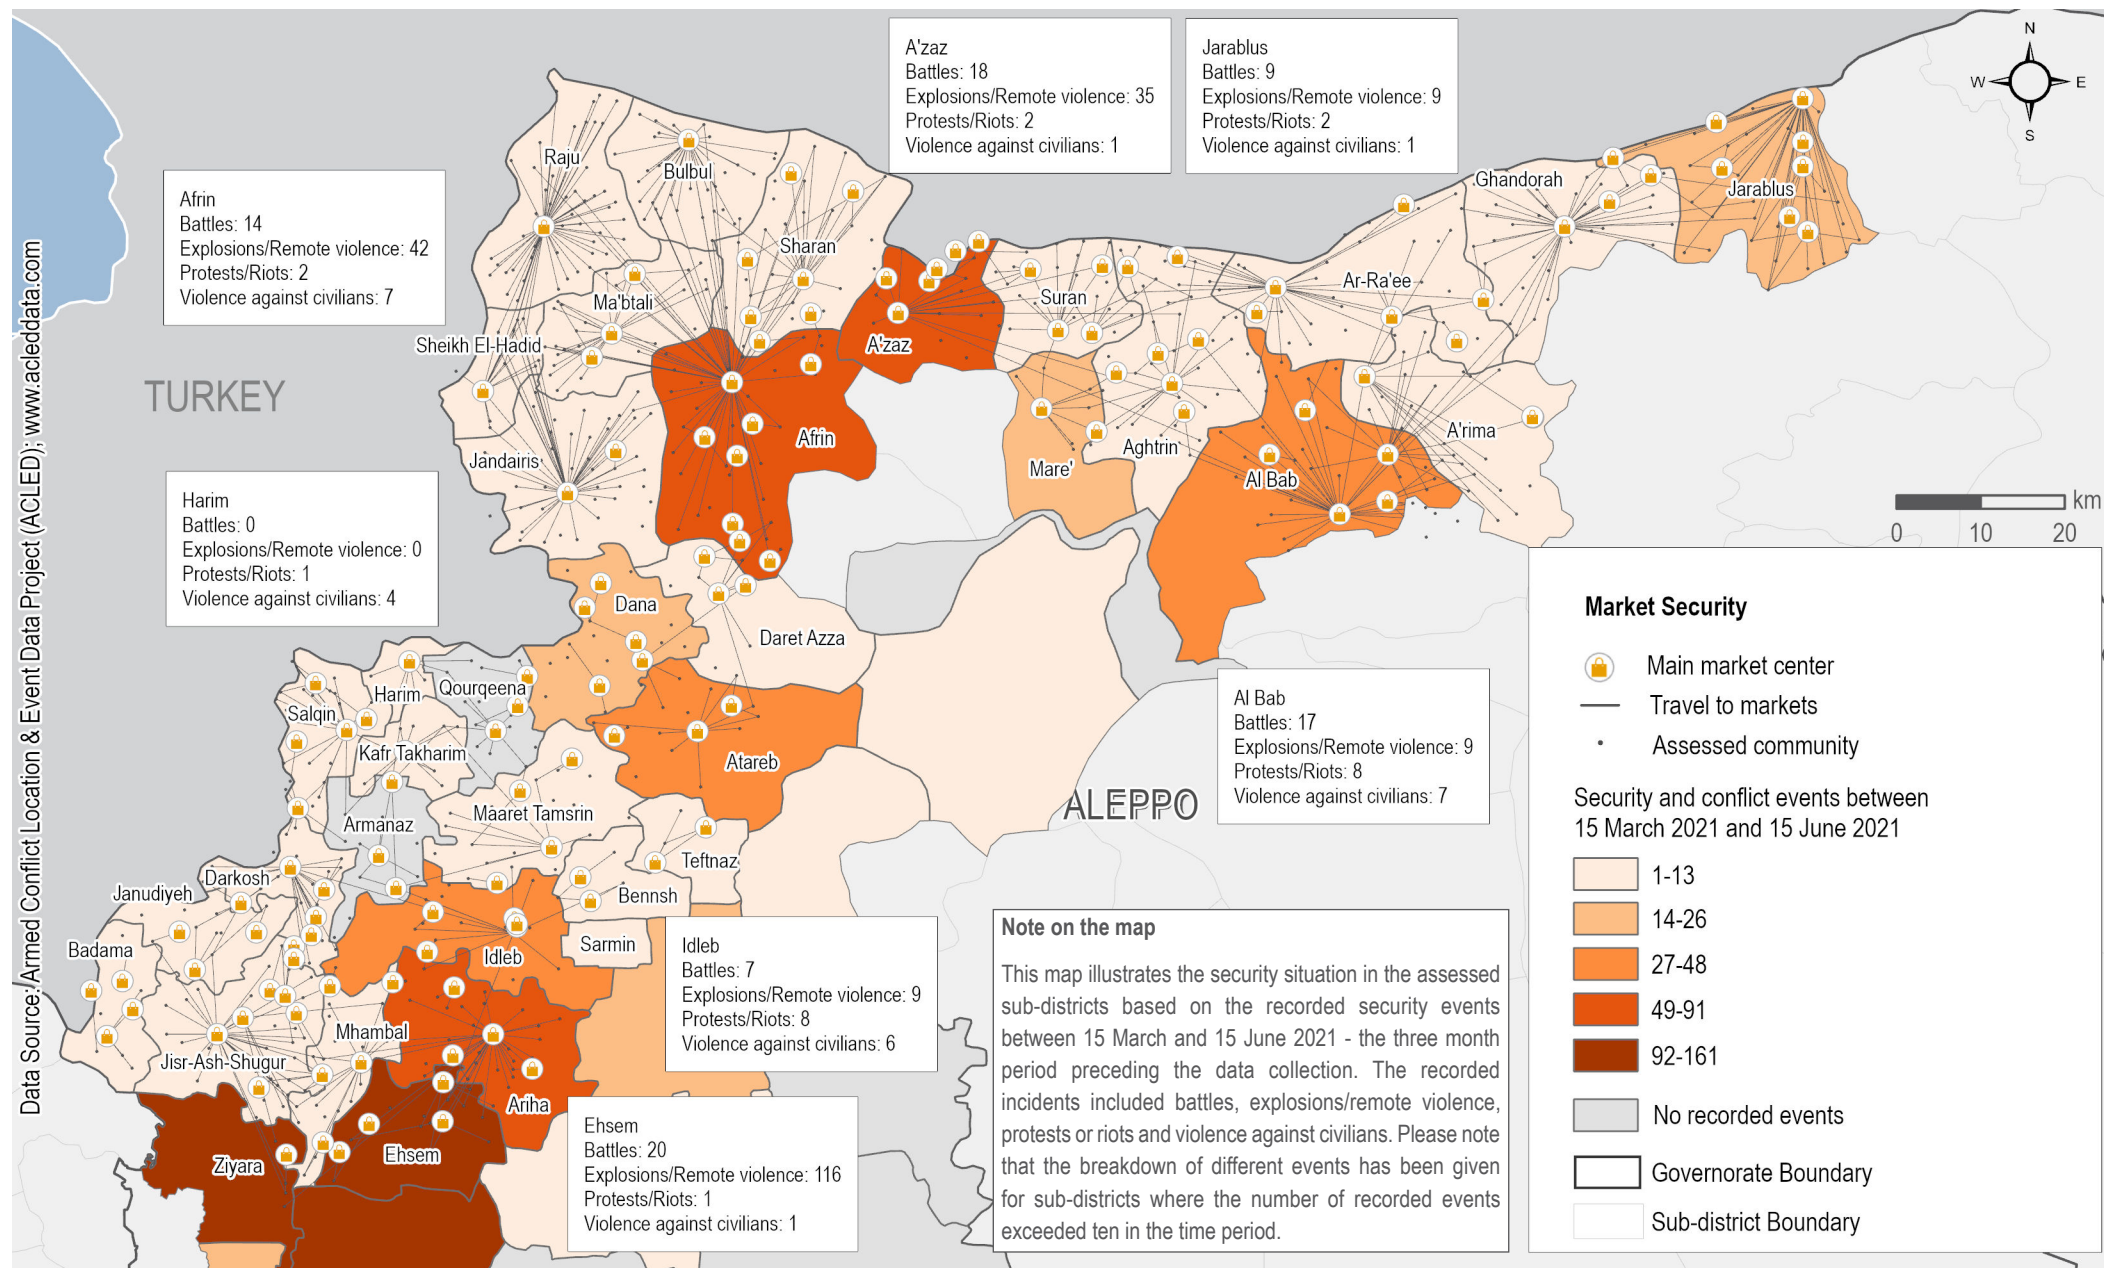 Data Source: Armed Conflict Location & Event Data Project (ACLED); www.acleddata.com
A'zaz
Battles: 18
Explosions/Remote violence: 35
Protests/Riots: 2
Violence against civilians: 1
Jarablus
Battles: 9
Explosions/Remote violence: 9
Protests/Riots: 2
Violence against civilians: 1
N
W
E
S
Afrin
Battles: 14
Explosions/Remote violence: 42
Protests/Riots: 2
Violence against civilians: 7
Raju
Bulbul
Ghandorah
Jarablus
Sharan
Ma'btali
Suran
Ar-Ra'ee
Sheikh El-Hadid
A'zaz
TURKEY
Afrin
A'rima
Jandairis
Mare'
Aghtrin
Al Bab
km
0
10
20
Harim
Battles: 0
Explosions/Remote violence: 0
Protests/Riots: 1
Violence against civilians: 4
Dana
Daret Azza
Harim
Qourqeena
Salqin
Kafr Takharim
Atareb
ALEPPO
Maaret Tamsrin
Armanaz
Teftnaz
Darkosh
Janudiyeh
Bennsh
Badama
Sarmin
Idleb
Mhambal
Jisr-Ash-Shugur
Ariha
Ehsem
Ziyara
Al Bab
Battles: 17
Explosions/Remote violence: 9
Protests/Riots: 8
Violence against civilians: 7
Idleb
Battles: 7
Explosions/Remote violence: 9
Protests/Riots: 8
Violence against civilians: 6
Ehsem
Battles: 20
Explosions/Remote violence: 116
Protests/Riots: 1
Violence against civilians: 1
Note on the map
This map illustrates the security situation in the assessed
sub-districts based on the recorded security events
between 15 March and 15 June 2021 - the three month
period preceding the data collection. The recorded
incidents included battles, explosions/remote violence,
protests or riots and violence against civilians. Please note
that the breakdown of different events has been given
for sub-districts where the number of recorded events
exceeded ten in the time period.
Market Security
Main market center
Travel to markets
Assessed community
Security and conflict events between
15 March 2021 and 15 June 2021
1-13
14-26
27-48
49-91
92-161
No recorded events
Governorate Boundary
Sub-district Boundary